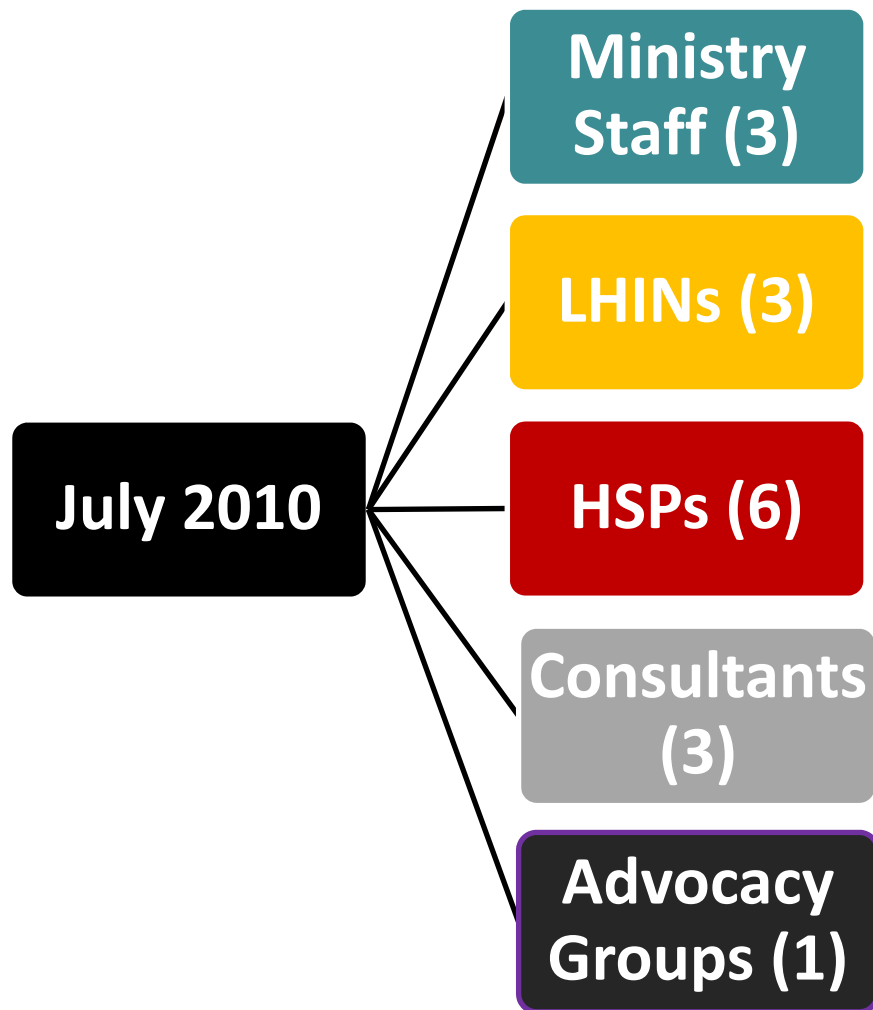 Ministry
Staff (3)
LHINs (3)
July 2010
HSPs (6)
Consultants
(3)
Advocacy
Groups (1)